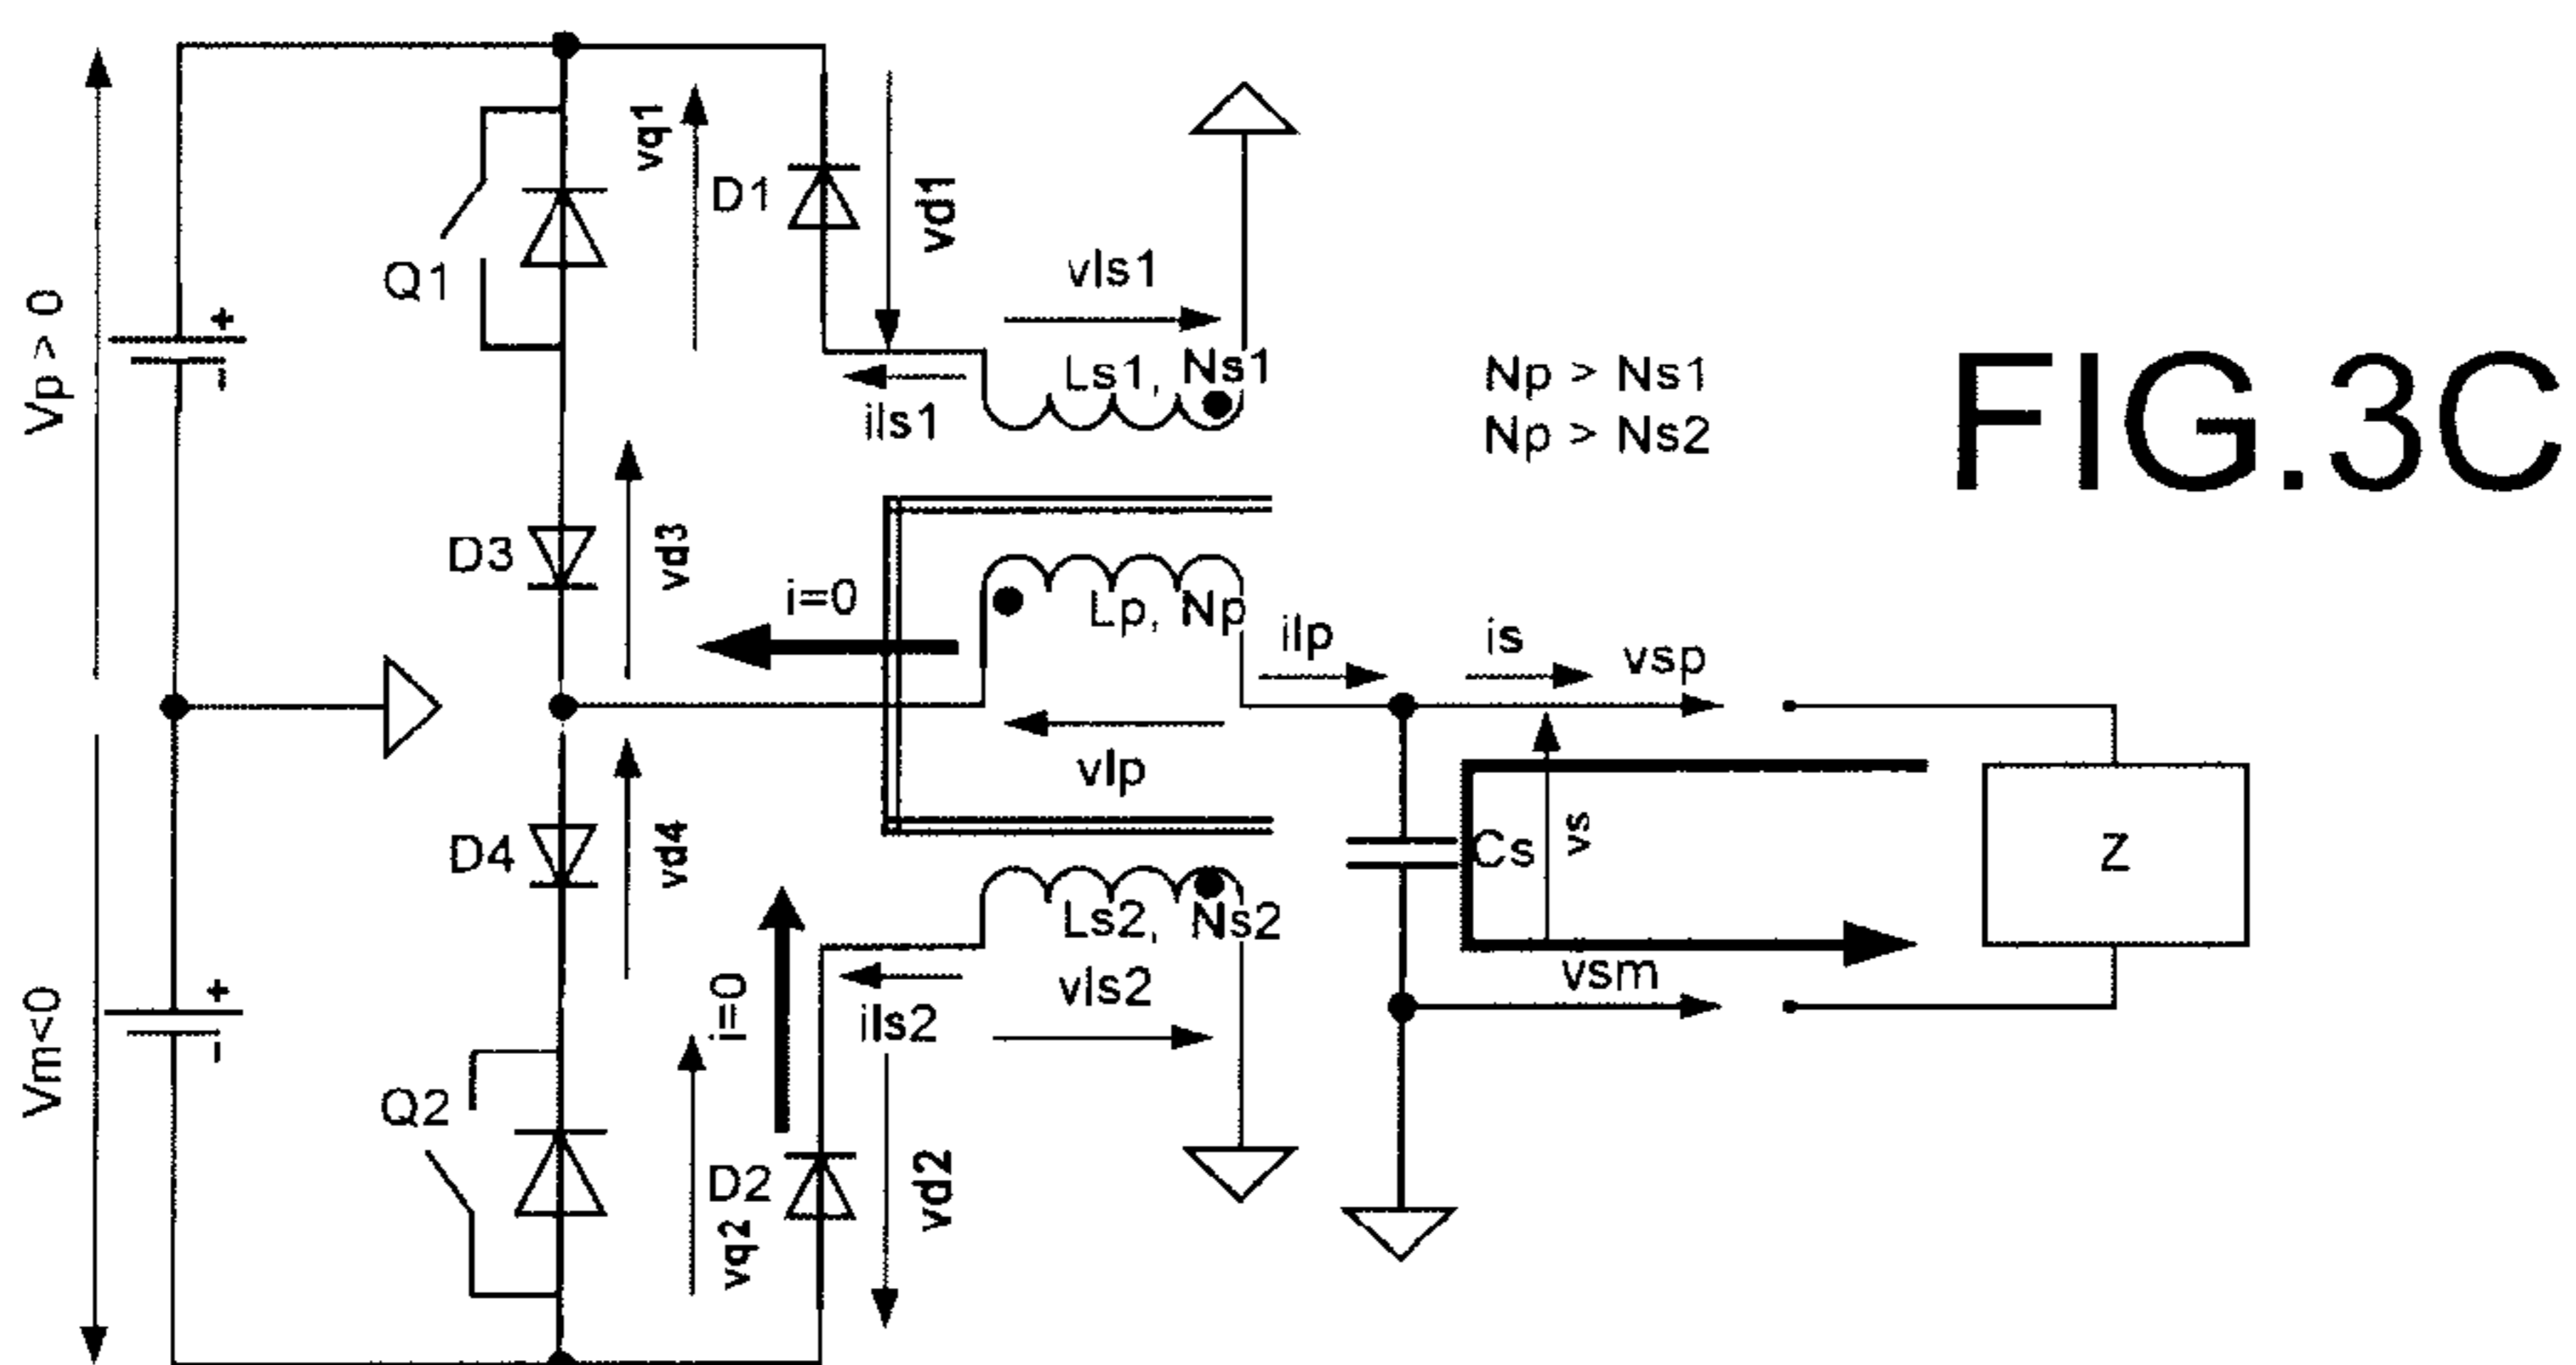 vq1
D1
vd1
Q1
vls1
Vp > 0
+
-
Ls1, Ns1
ils1
Np > Ns1
Np > Ns2
FIG.3C
D3
vd3
i=0
Lp, Np
ilp
is
vsp
vlp
D4
vd4
Cs
vs
Z
Ls2, Ns2
vsm
Vm<0
+
-
i=0
ils2
vls2
Q2
D2
vd2
vq2